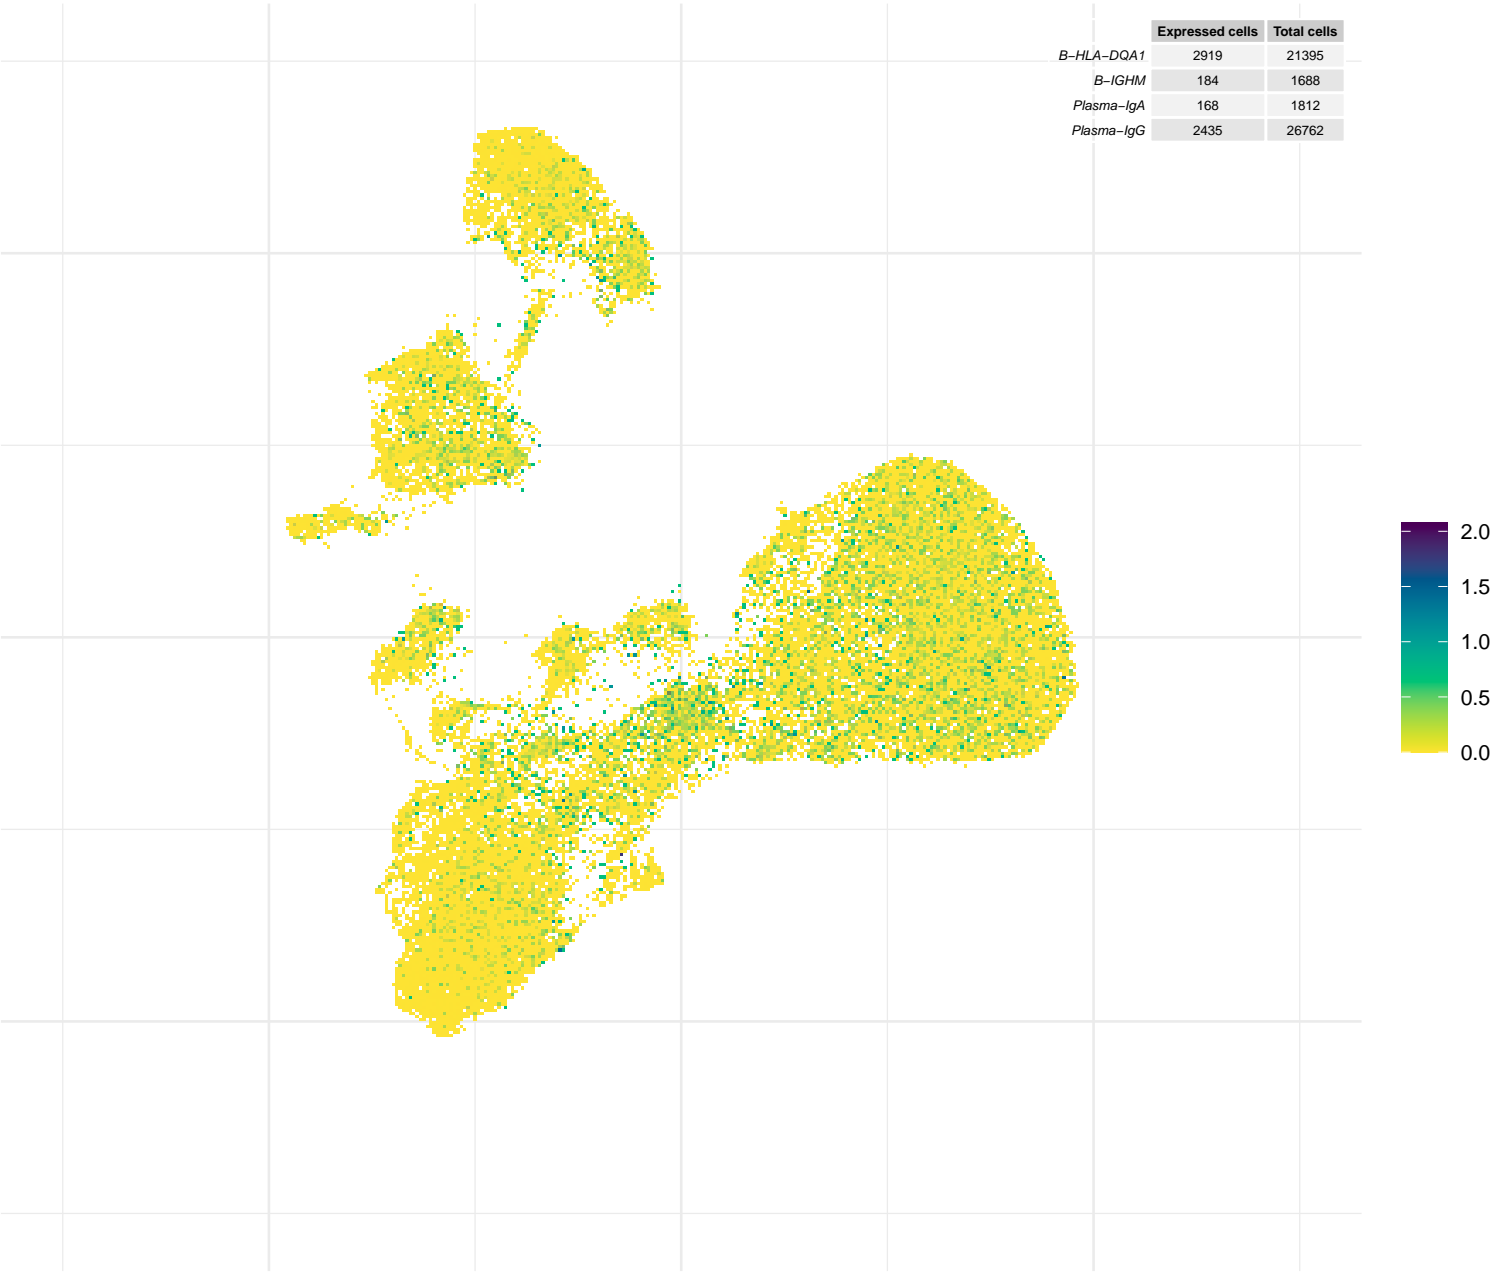 Expressed cells Total cells
B−HLA−DQA1 2919 21395
B−IGHM 184 1688
Plasma−IgA 168 1812
Plasma−IgG 2435 26762
2.0
1.5
1.0
0.5
0.0